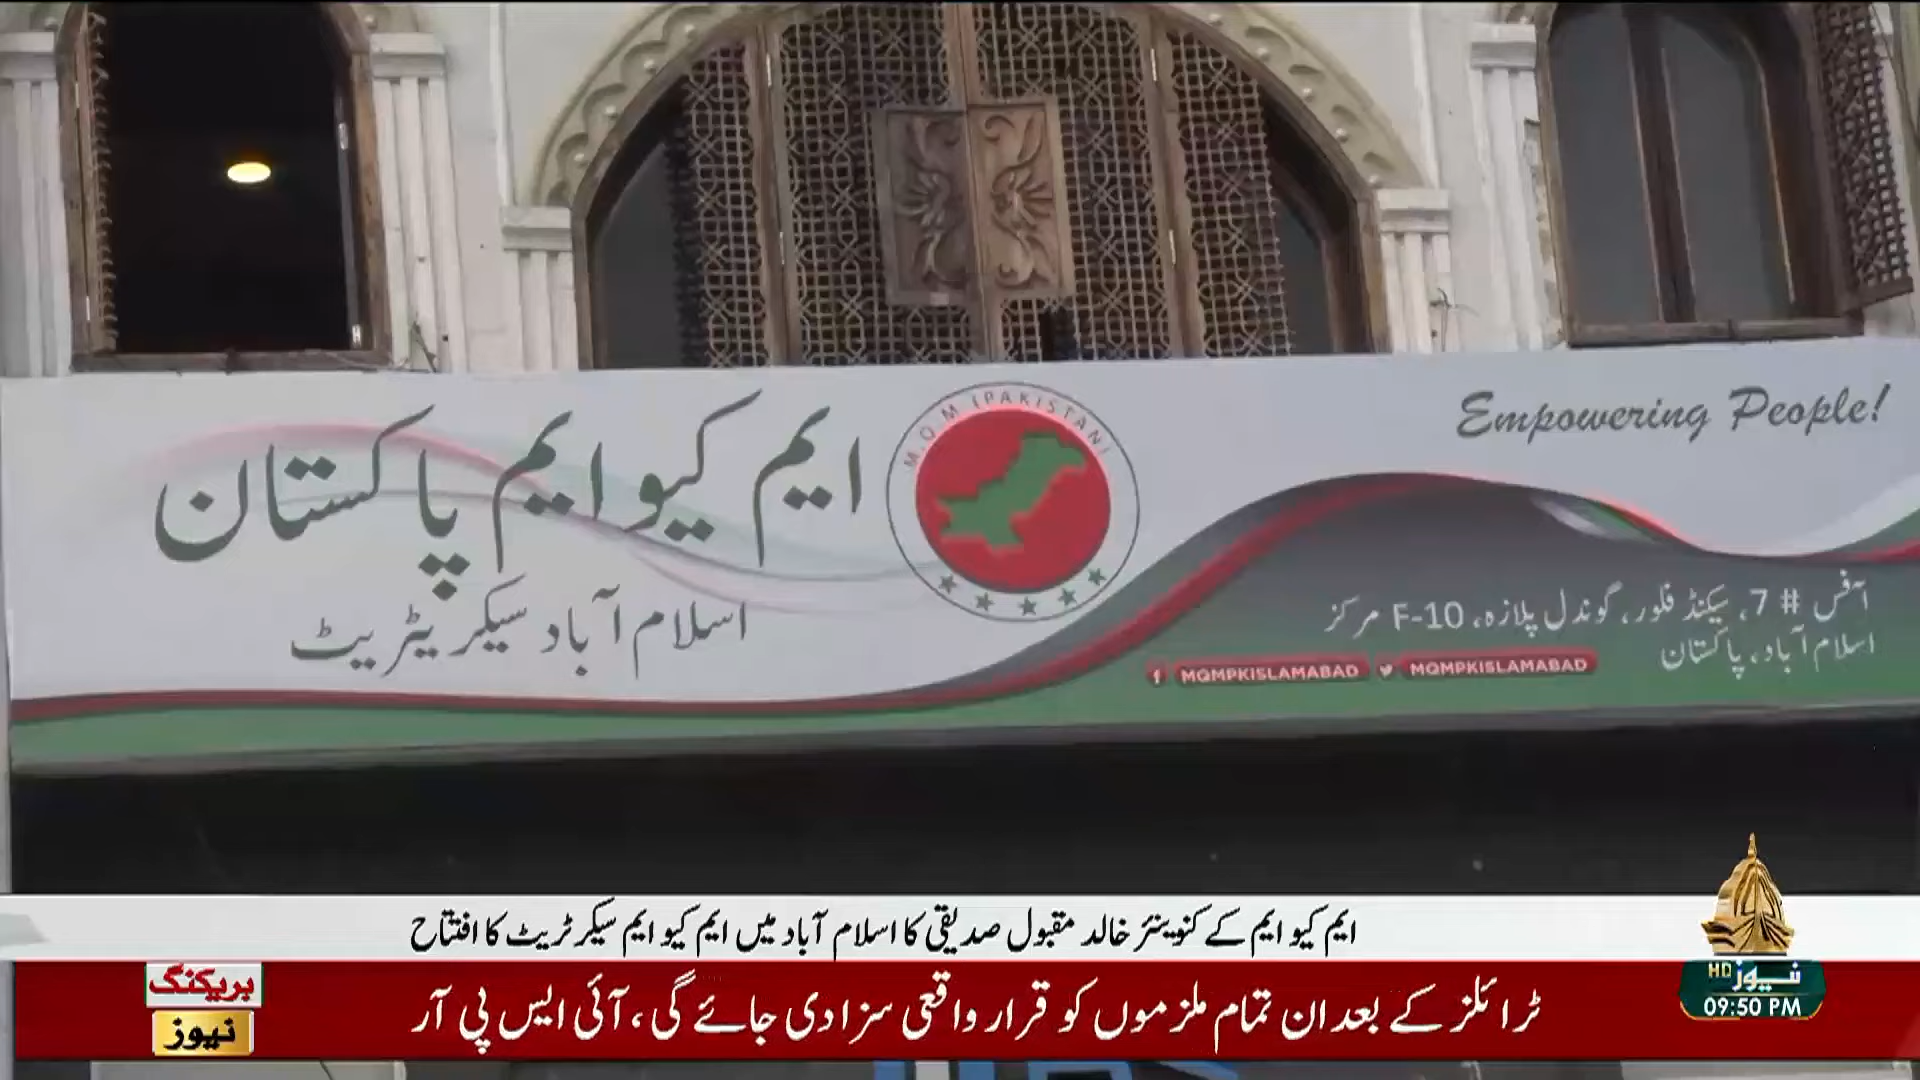 ایم کیو ایم پاکستان
اسلام آباد سیکریٹریٹ
M.Q.M (PAKISTAN)
Empowering People!
آفس # 7، سیکنڈ فلور، گوندل پلازہ، F-10 مرکز
اسلام آباد، پاکستان
MQMPKISLAMABAD MQMPKISLAMABAD
ایم کیو ایم کے کنوینئر خالد مقبول صدیقی کا اسلام آباد میں ایم کیو ایم سیکرٹریٹ کا افتتاح
بریکنگ
نیوز
ٹرائلز کے بعد ان تمام ملزموں کو قرار واقعی سزا دی جائے گی، آئی ایس پی آر
نیوز HD
09:50 PM